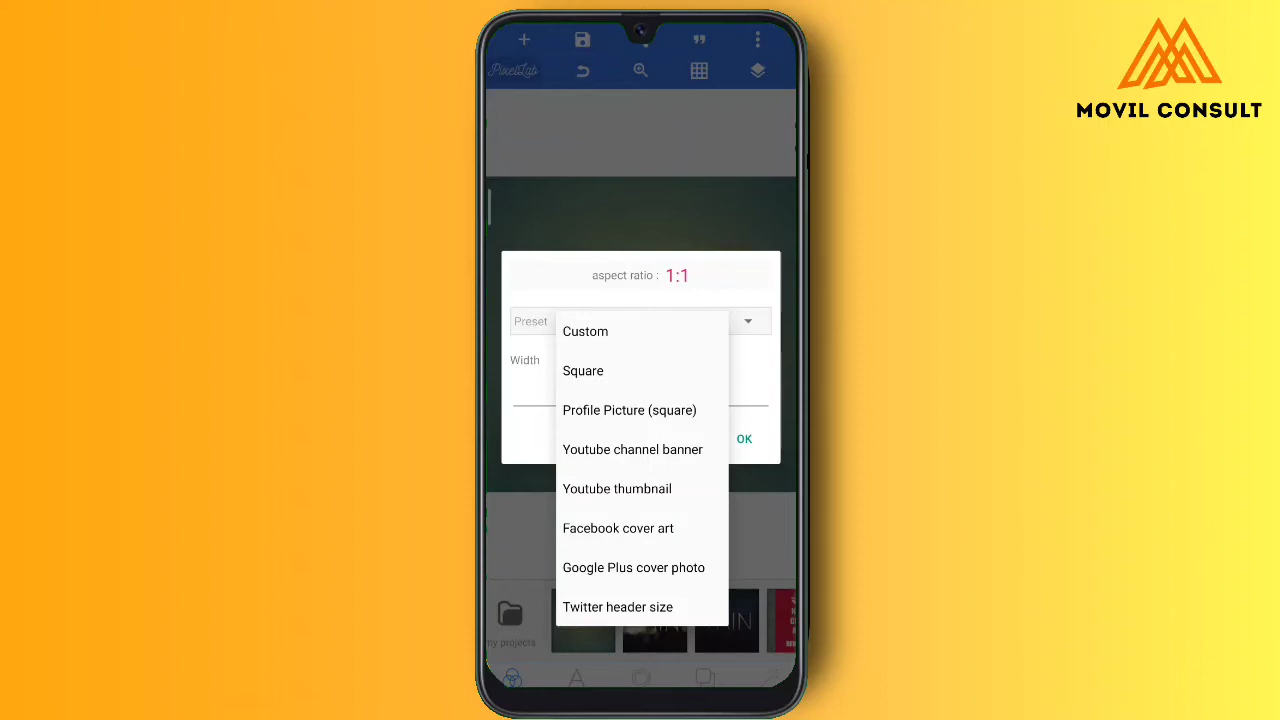 MOVIL CONSULT
PixelLab
aspect ratio : 1:1
Preset
Custom
Width
Square
Profile Picture (square)
Youtube channel banner
OK
Youtube thumbnail
Facebook cover art
Google Plus cover photo
Twitter header size
my projects